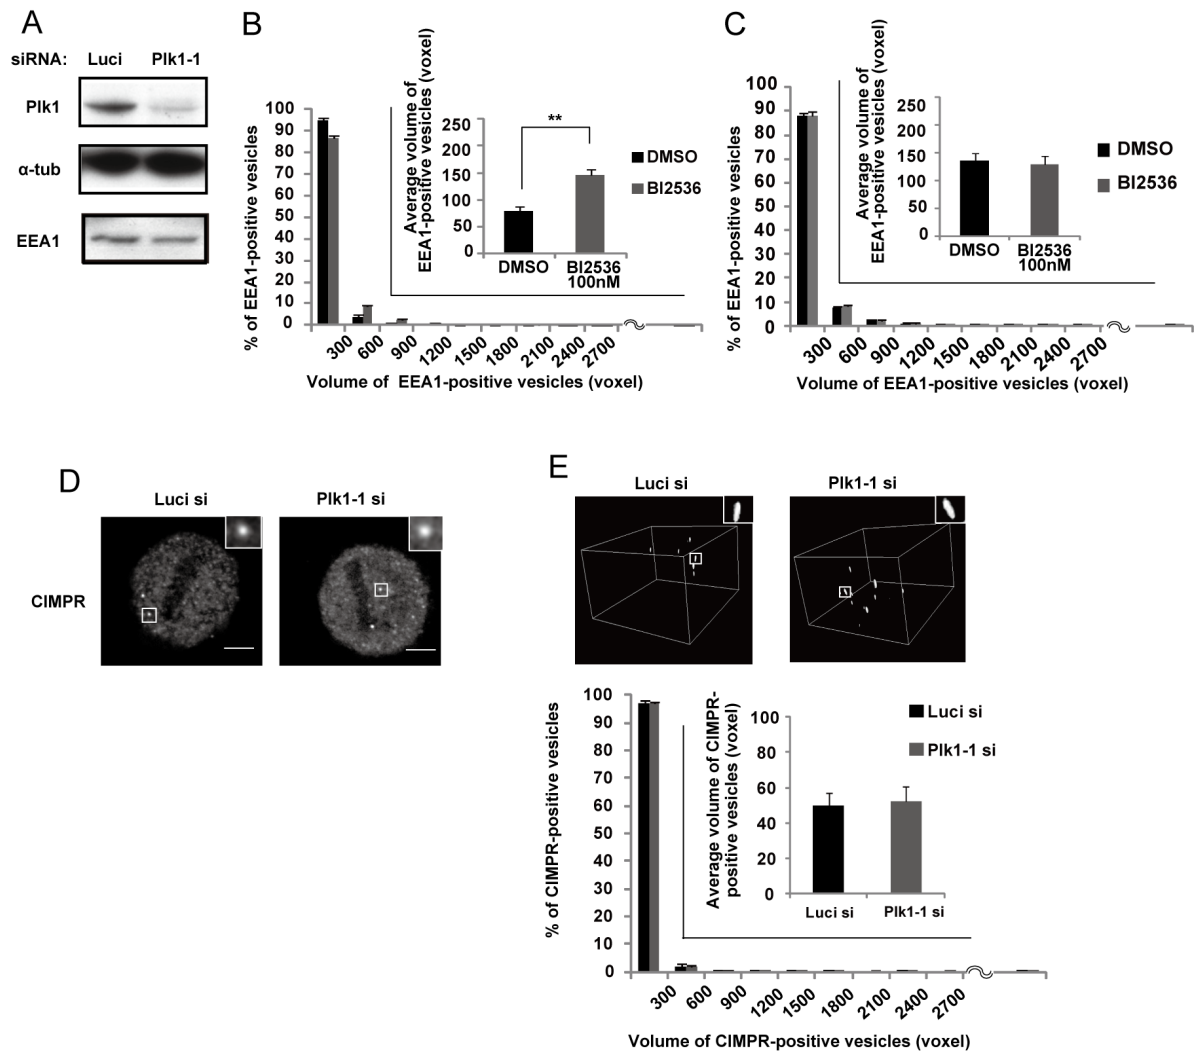 A
siRNA: Luci Plk1-1
Plk1
α-tub
EEA1
B
% of EEA1-positive vesicles
100
90
80
70
60
50
40
30
20
10
0
300 600 900 1200 1500 1800 2100 2400 2700
Volume of EEA1-positive vesicles (voxel)
Average volume of
EEA1-positive vesicles (voxel)
250
200
150
100
50
0
**
DMSO BI2536
100nM
DMSO
BI2536
C
% of EEA1-positive vesicles
100
90
80
70
60
50
40
30
20
10
0
300 600 900 1200 1500 1800 2100 2400 2700
Volume of EEA1-positive vesicles (voxel)
Average volume of
EEA1-positive vesicles (voxel)
250
200
150
100
50
0
DMSO BI2536
100nM
DMSO
BI2536
D
Luci si Plk1-1 si
CIMPR
E
Luci si Plk1-1 si
% of CIMPR-positive vesicles
100
90
80
70
60
50
40
30
20
10
0
300 600 900 1200 1500 1800 2100 2400 2700
Volume of CIMPR-positive vesicles (voxel)
Average volume of CIMPR-
positive vesicles (voxel)
100
80
60
40
20
0
Luci si Plk1-1 si
Luci si
Plk1-1 si